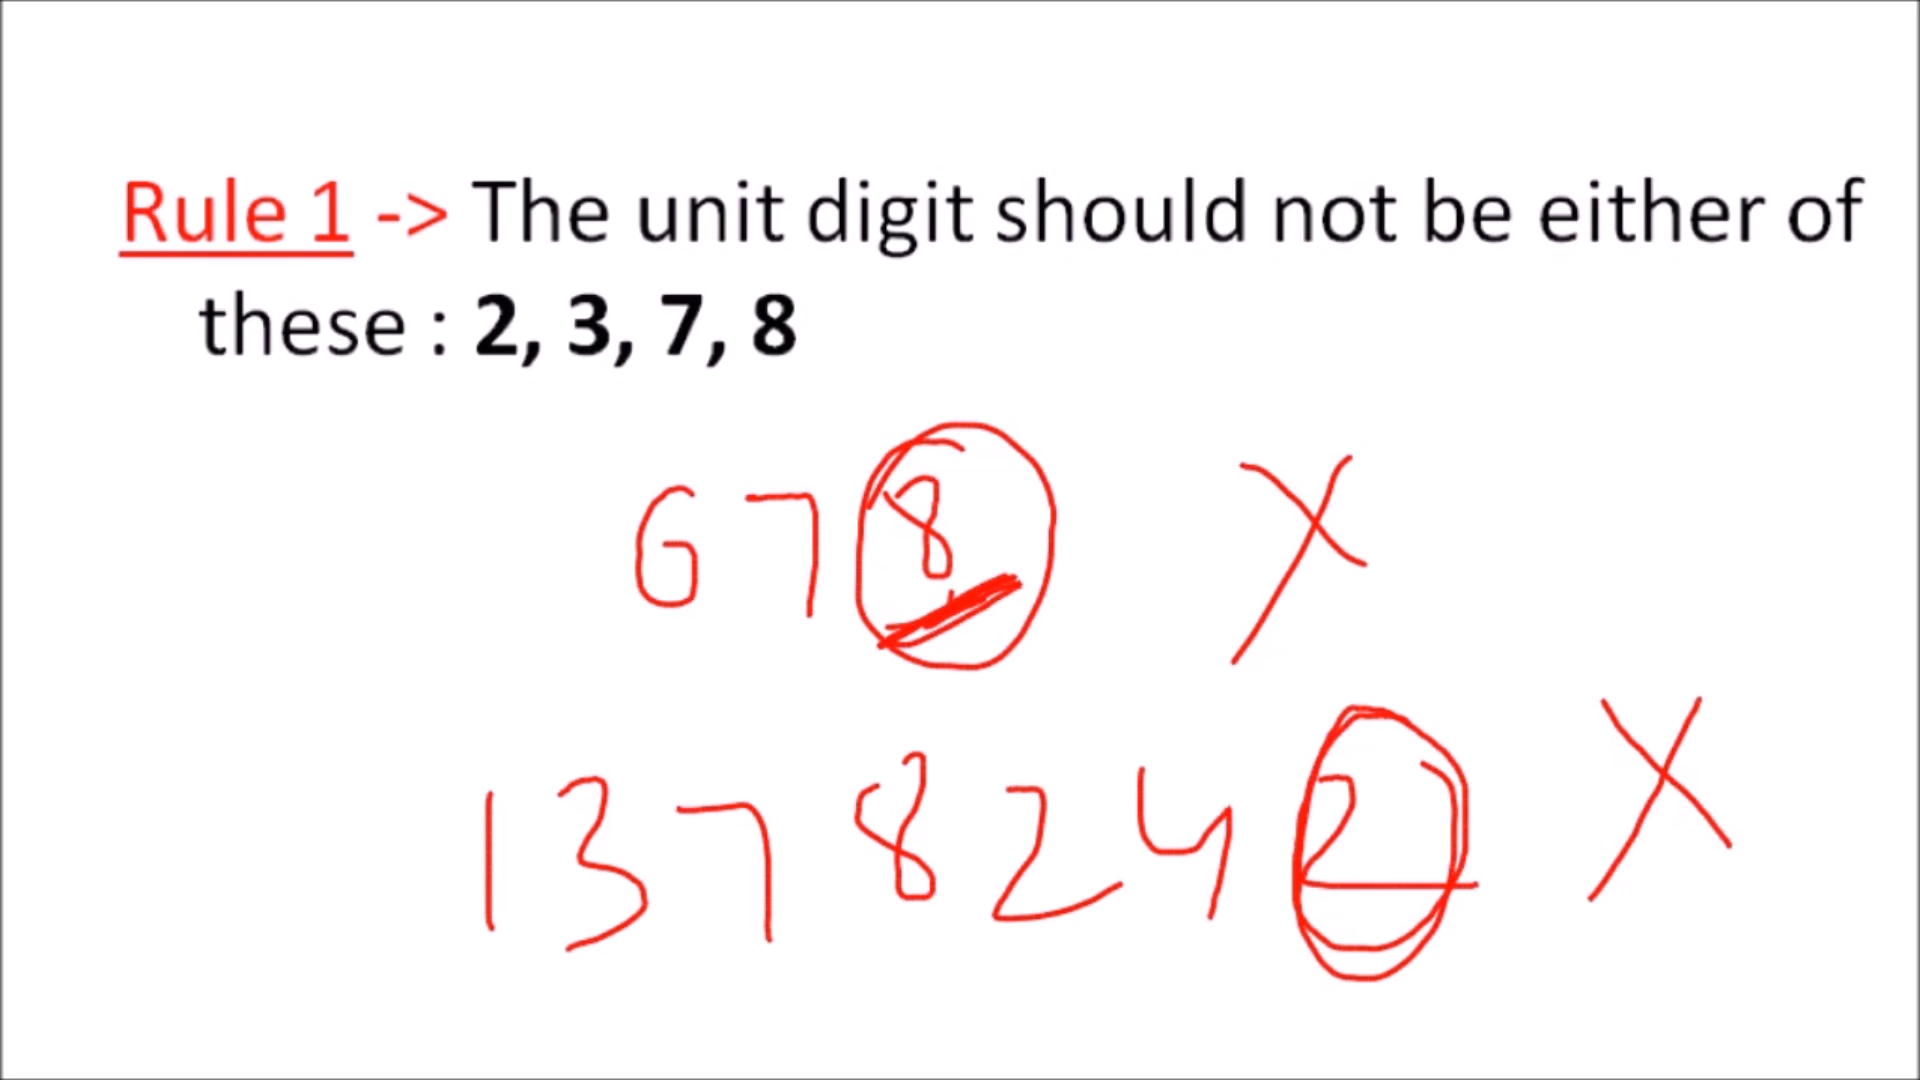 Rule 1 -> The unit digit should not be either of
these : 2, 3, 7, 8
678 X
1378242 X